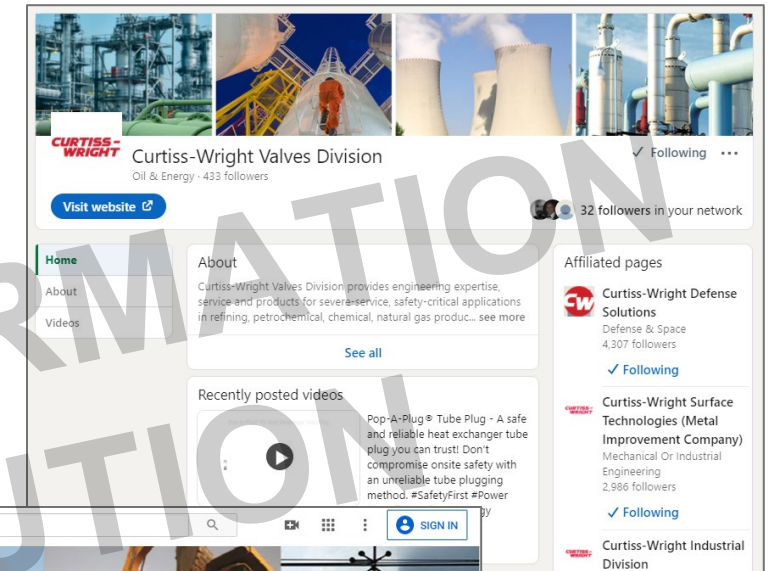 CURTISS-
WRIGHT
Curtiss-Wright Valves Division
Oil & Energy · 433 followers
Following
Visit website
32 followers in your network
Home
About
Videos
About
Curtiss-Wright Valves Division provides engineering expertise,
service and products for severe-service, safety-critical applications
in refining, petrochemical, chemical, natural gas produc... see more
See all
Recently posted videos
Pop-A-Plug® Tube Plug - A safe
and reliable heat exchanger tube
plug you can trust! Don't
compromise onsite safety with
an unreliable tube plugging
method. #SafetyFirst #Power
gy
Affiliated pages
CW
Curtiss-Wright Defense
Solutions
Defense & Space
4,307 followers
Following
CURTISS-
WRIGHT
Curtiss-Wright Surface
Technologies (Metal
Improvement Company)
Mechanical Or Industrial
Engineering
2,986 followers
Following
CURTISS-
WRIGHT
Curtiss-Wright Industrial
Division
SIGN IN
RMATION
UTION